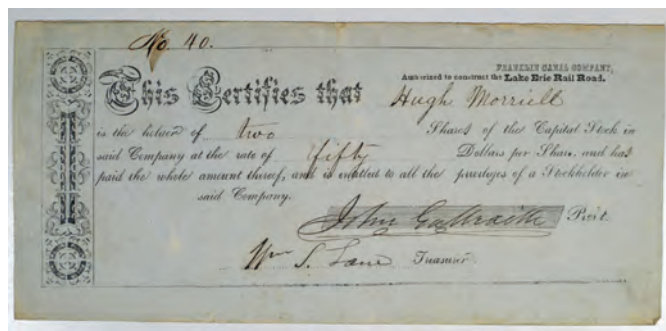 No. 40.
FRANKLIN CANAL COMPANY,
Authorized to construct the Lake Erie Rail Road.
This Certifies that Hugh Morriell
is the holder of two Shares of the Capital Stock in
said Company at the rate of fifty Dollars per Share, and has
paid the whole amount thereof, and is entitled to all the privileges of a Stockholder in
said Company.
John Galbraith Pres't.
Wm S. Lane Treasurer.